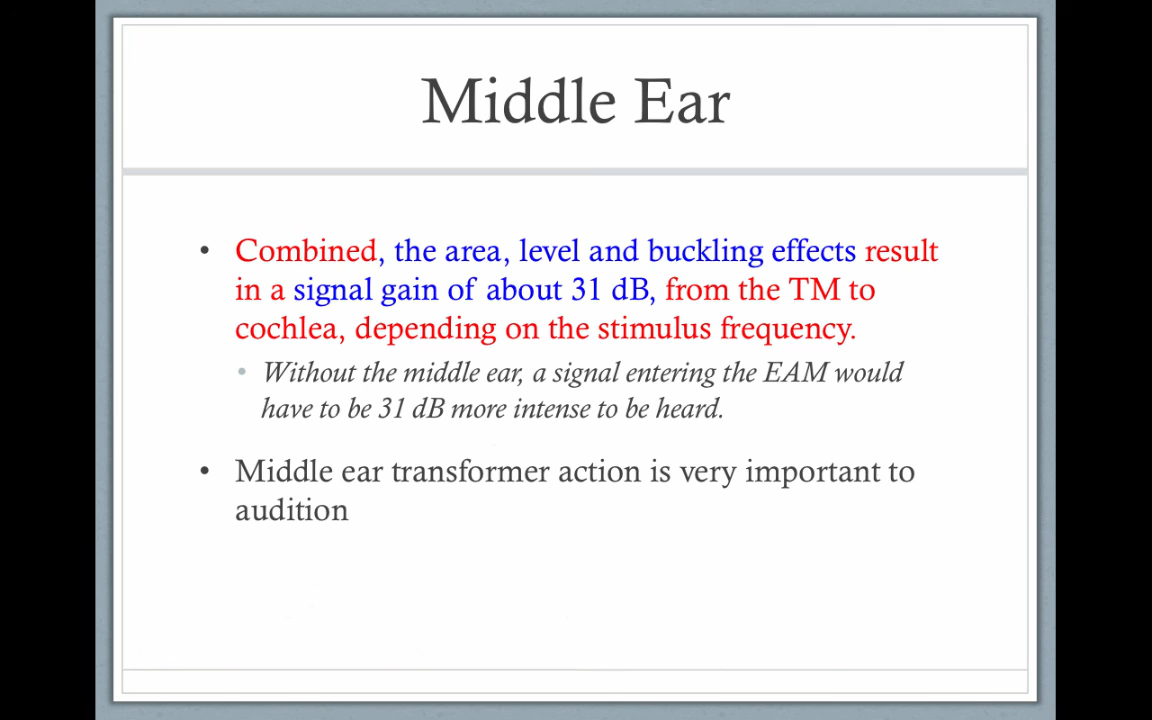 Middle Ear
• Combined, the area, level and buckling effects result
in a signal gain of about 31 dB, from the TM to
cochlea, depending on the stimulus frequency.
• Without the middle ear, a signal entering the EAM would
have to be 31 dB more intense to be heard.
• Middle ear transformer action is very important to
audition